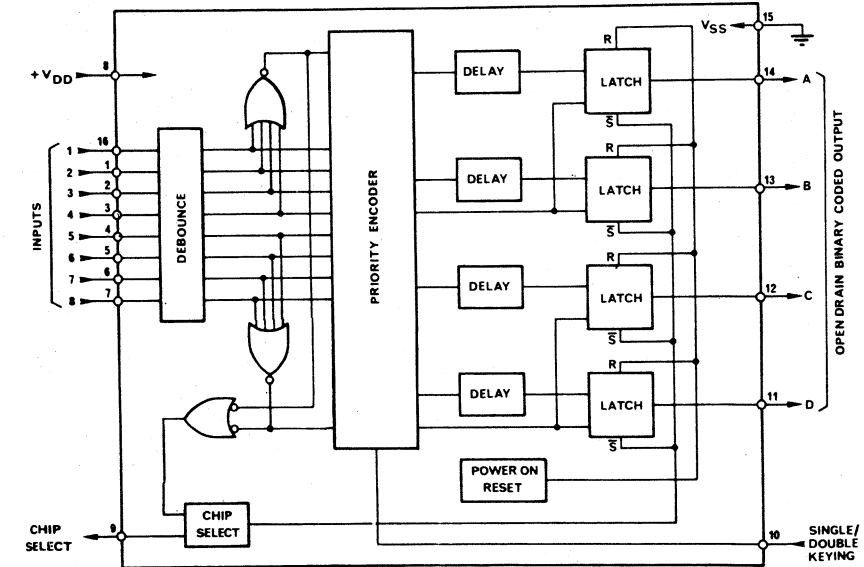 VSS
15
R
+VDD
8
DELAY
LATCH
14
A
S̅
INPUTS
1
16
2
1
3
2
4
3
5
4
6
5
7
6
8
7
DEBOUNCE
PRIORITY ENCODER
R
DELAY
LATCH
13
B
S̅
R
DELAY
LATCH
12
C
S̅
R
DELAY
LATCH
11
D
S̅
OPEN DRAIN BINARY CODED OUTPUT
POWER ON
RESET
CHIP
SELECT
9
CHIP
SELECT
10
SINGLE/
DOUBLE
KEYING